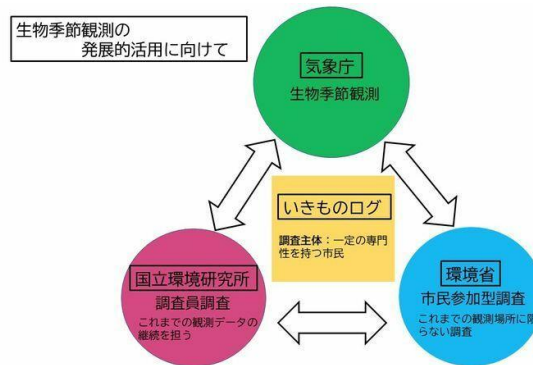 生物季節観測の
発展的活用に向けて
気象庁
生物季節観測
いきものログ
調査主体：一定の専門
性を持つ市民
国立環境研究所
調査員調査
これまでの観測データの
継続を担う
環境省
市民参加型調査
これまでの観測場所に限
らない調査